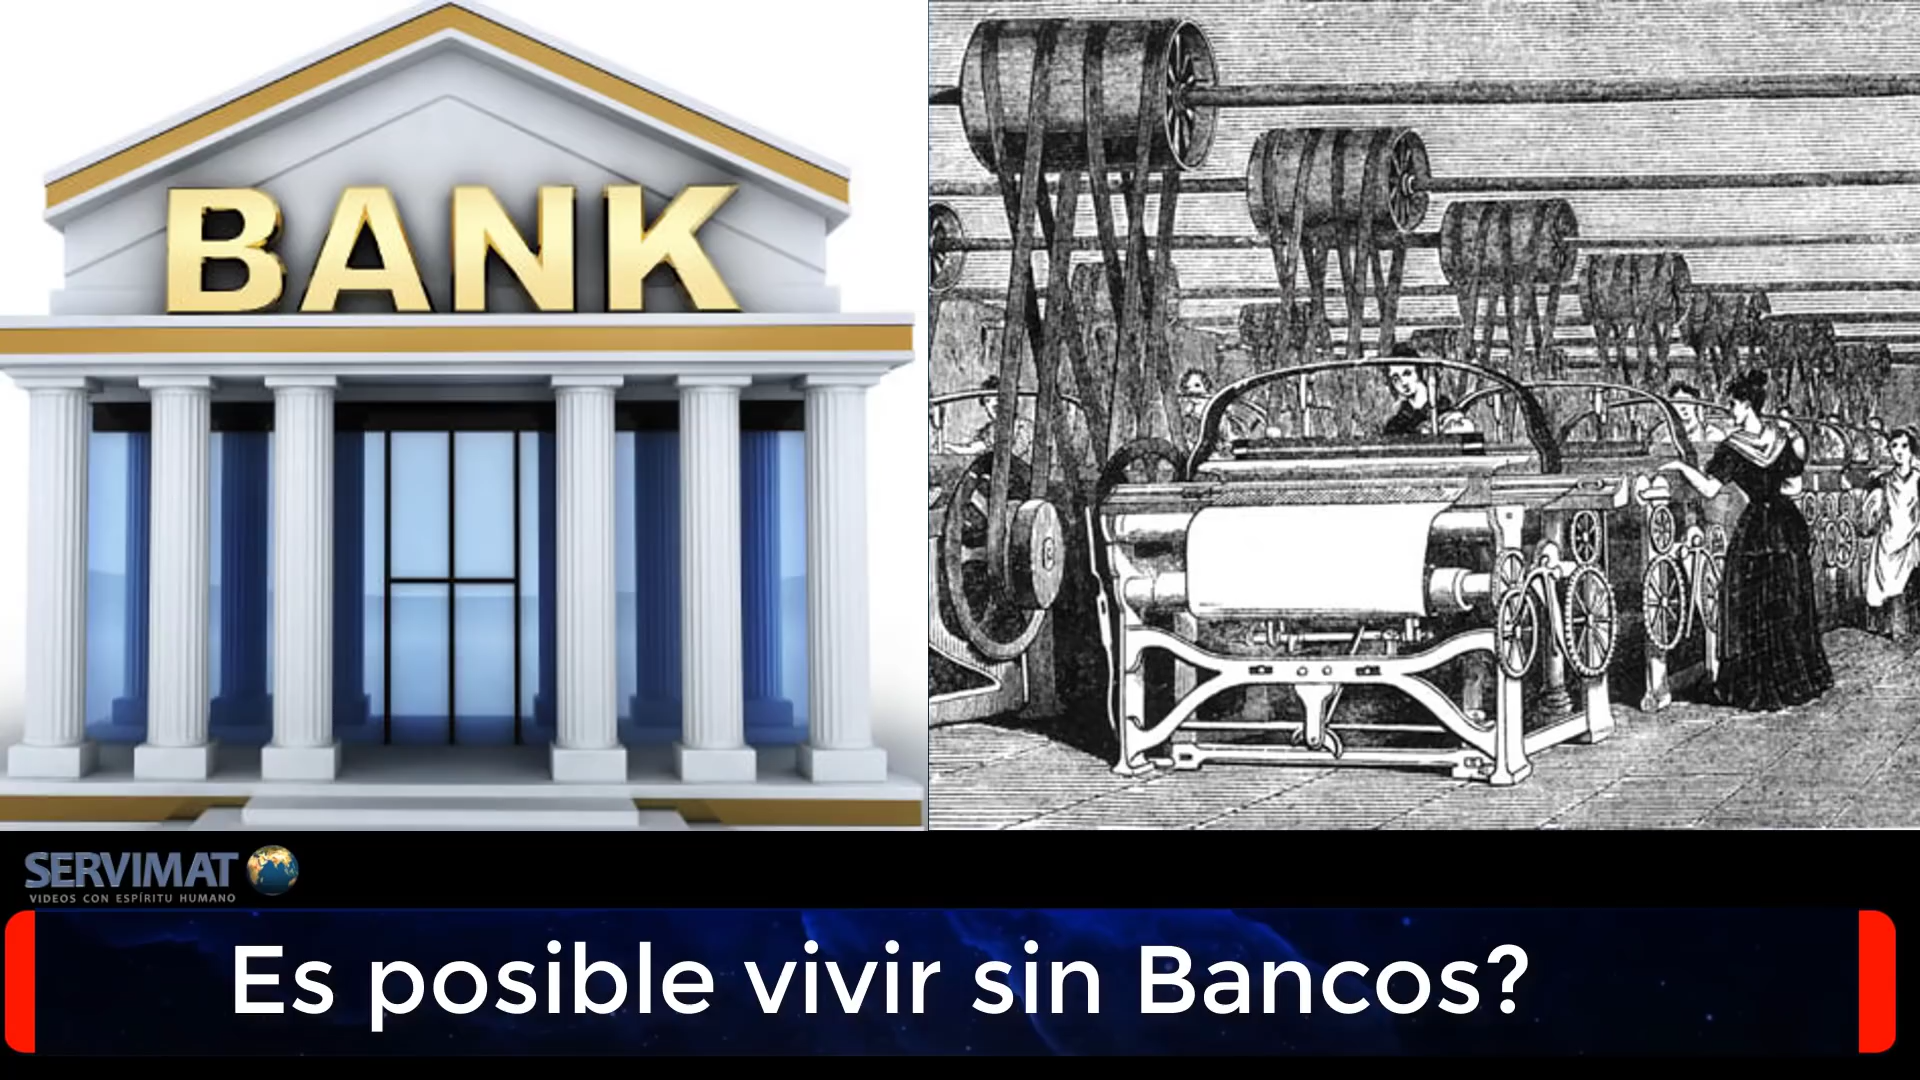 BANK
SERVIMAT
VIDEOS CON ESPÍRITU HUMANO
Es posible vivir sin Bancos?